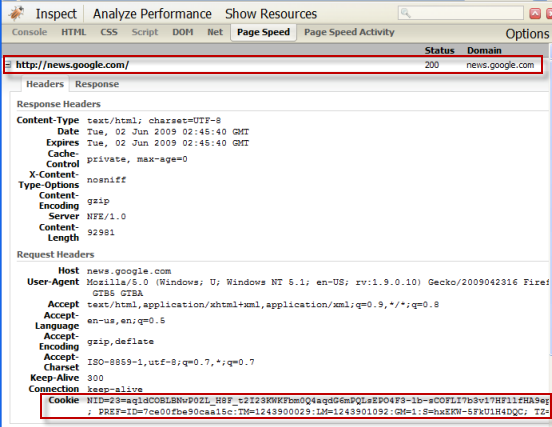 Inspect Analyze Performance Show Resources
Console HTML CSS Script DOM Net Page Speed Page Speed Activity Options
Status Domain
http://news.google.com/ 200 news.google.com
Headers Response
Response Headers
Content-Type text/html; charset=UTF-8
Date Tue, 02 Jun 2009 02:45:40 GMT
Expires Tue, 02 Jun 2009 02:45:40 GMT
Cache-
Control private, max-age=0
X-Content-
Type-Options nosniff
Content-
Encoding gzip
Server NFE/1.0
Content-
Length 92981
Request Headers
Host news.google.com
User-Agent Mozilla/5.0 (Windows; U; Windows NT 5.1; en-US; rv:1.9.0.10) Gecko/2009042316 Firef
GTB5 GTBA
Accept text/html,application/xhtml+xml,application/xml;q=0.9,*/*;q=0.8
Accept-
Language en-us,en;q=0.5
Accept-
Encoding gzip,deflate
Accept-
Charset ISO-8859-1,utf-8;q=0.7,*;q=0.7
Keep-Alive 300
Connection keep-alive
Cookie
; PREF=ID=7ce00fbe90caa15c:TM=1243900029:LM=1243901092:GM=1:S=hxEKW-5FkU1H4DQC; TZ=